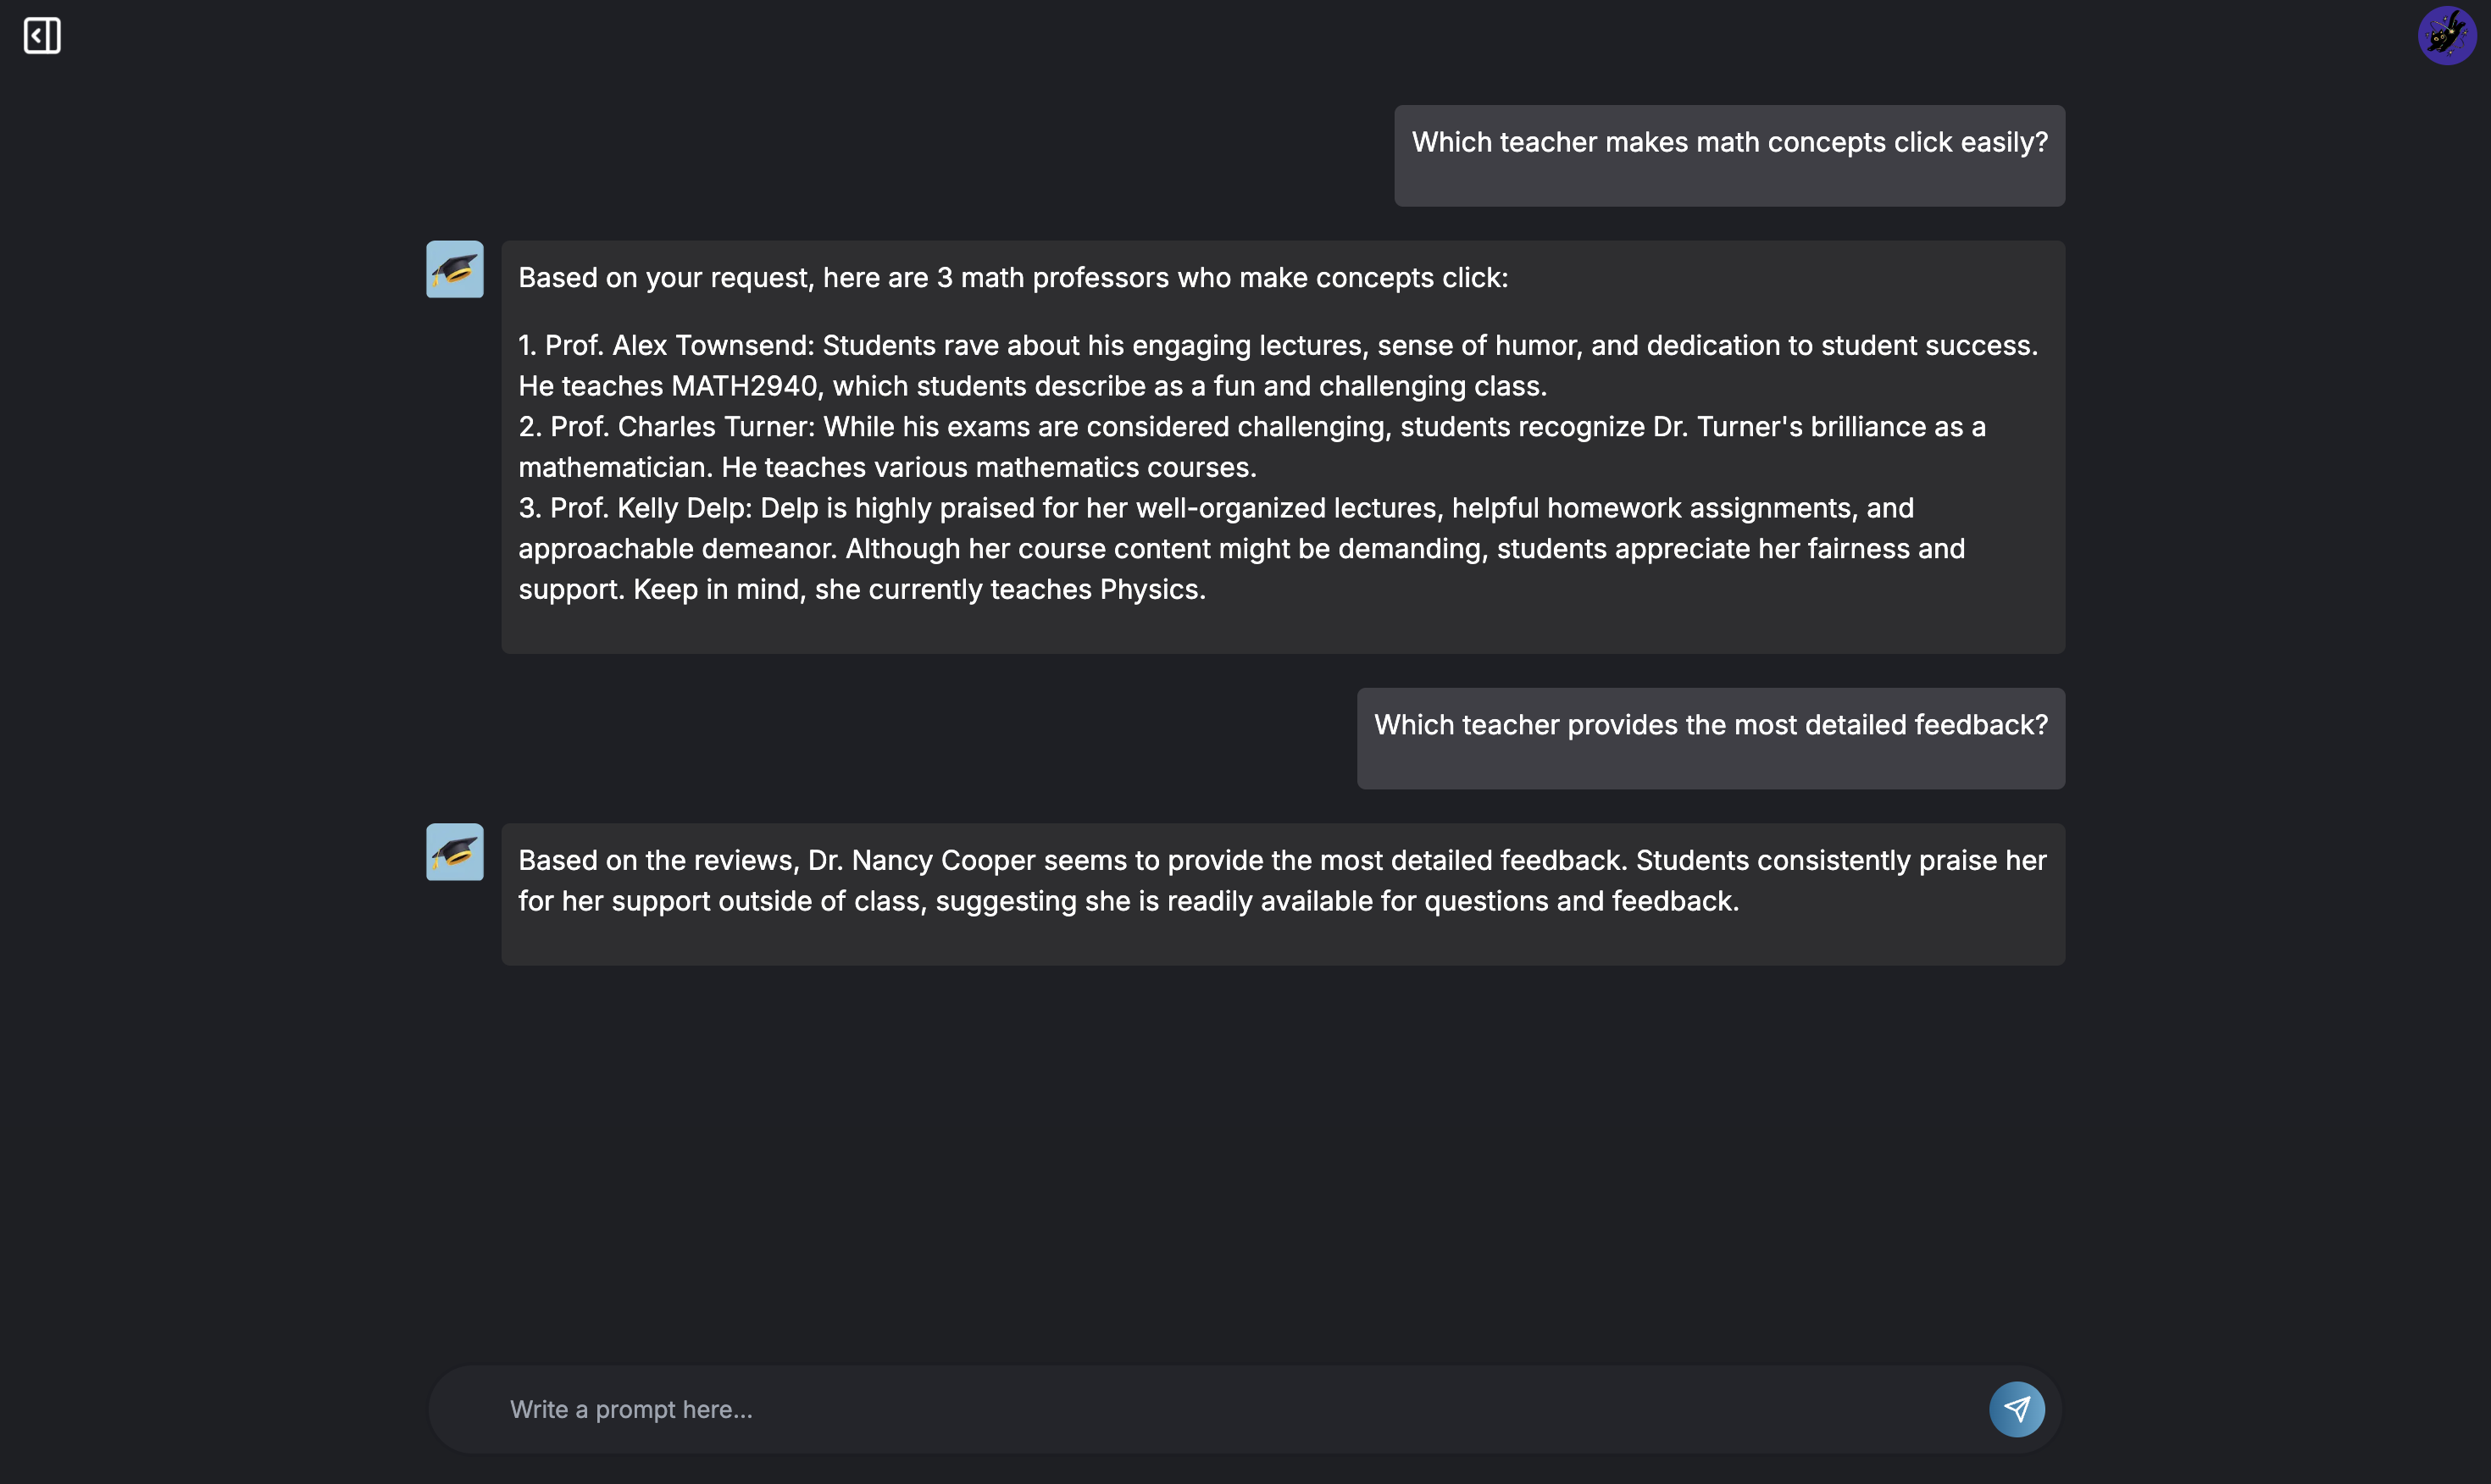 Which teacher makes math concepts click easily?
Based on your request, here are 3 math professors who make concepts click:
1. Prof. Alex Townsend: Students rave about his engaging lectures, sense of humor, and dedication to student success.
He teaches MATH2940, which students describe as a fun and challenging class.
2. Prof. Charles Turner: While his exams are considered challenging, students recognize Dr. Turner's brilliance as a
mathematician. He teaches various mathematics courses.
3. Prof. Kelly Delp: Delp is highly praised for her well-organized lectures, helpful homework assignments, and
approachable demeanor. Although her course content might be demanding, students appreciate her fairness and
support. Keep in mind, she currently teaches Physics.
Which teacher provides the most detailed feedback?
Based on the reviews, Dr. Nancy Cooper seems to provide the most detailed feedback. Students consistently praise her
for her support outside of class, suggesting she is readily available for questions and feedback.
Write a prompt here...